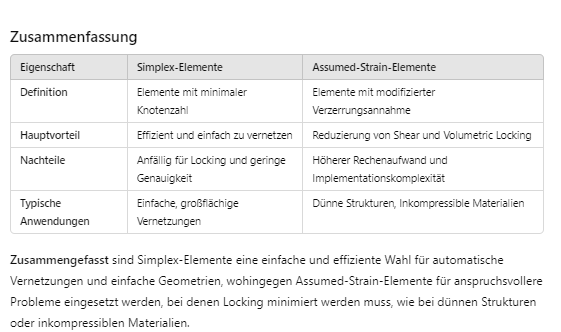 Zusammenfassung
Eigenschaft Simplex-Elemente Assumed-Strain-Elemente
Definition Elemente mit minimaler Elemente mit modifizierter
Knotenzahl Verzerrungsannahme
Hauptvorteil Effizient und einfach zu vernetzen Reduzierung von Shear und Volumetric Locking
Nachteile Anfällig für Locking und geringe Höherer Rechenaufwand und
Genauigkeit Implementationskomplexität
Typische Einfache, großflächige Dünne Strukturen, Inkompressible Materialien
Anwendungen Vernetzungen
Zusammengefasst sind Simplex-Elemente eine einfache und effiziente Wahl für automatische
Vernetzungen und einfache Geometrien, wohingegen Assumed-Strain-Elemente für anspruchsvollere
Probleme eingesetzt werden, bei denen Locking minimiert werden muss, wie bei dünnen Strukturen
oder inkompressiblen Materialien.